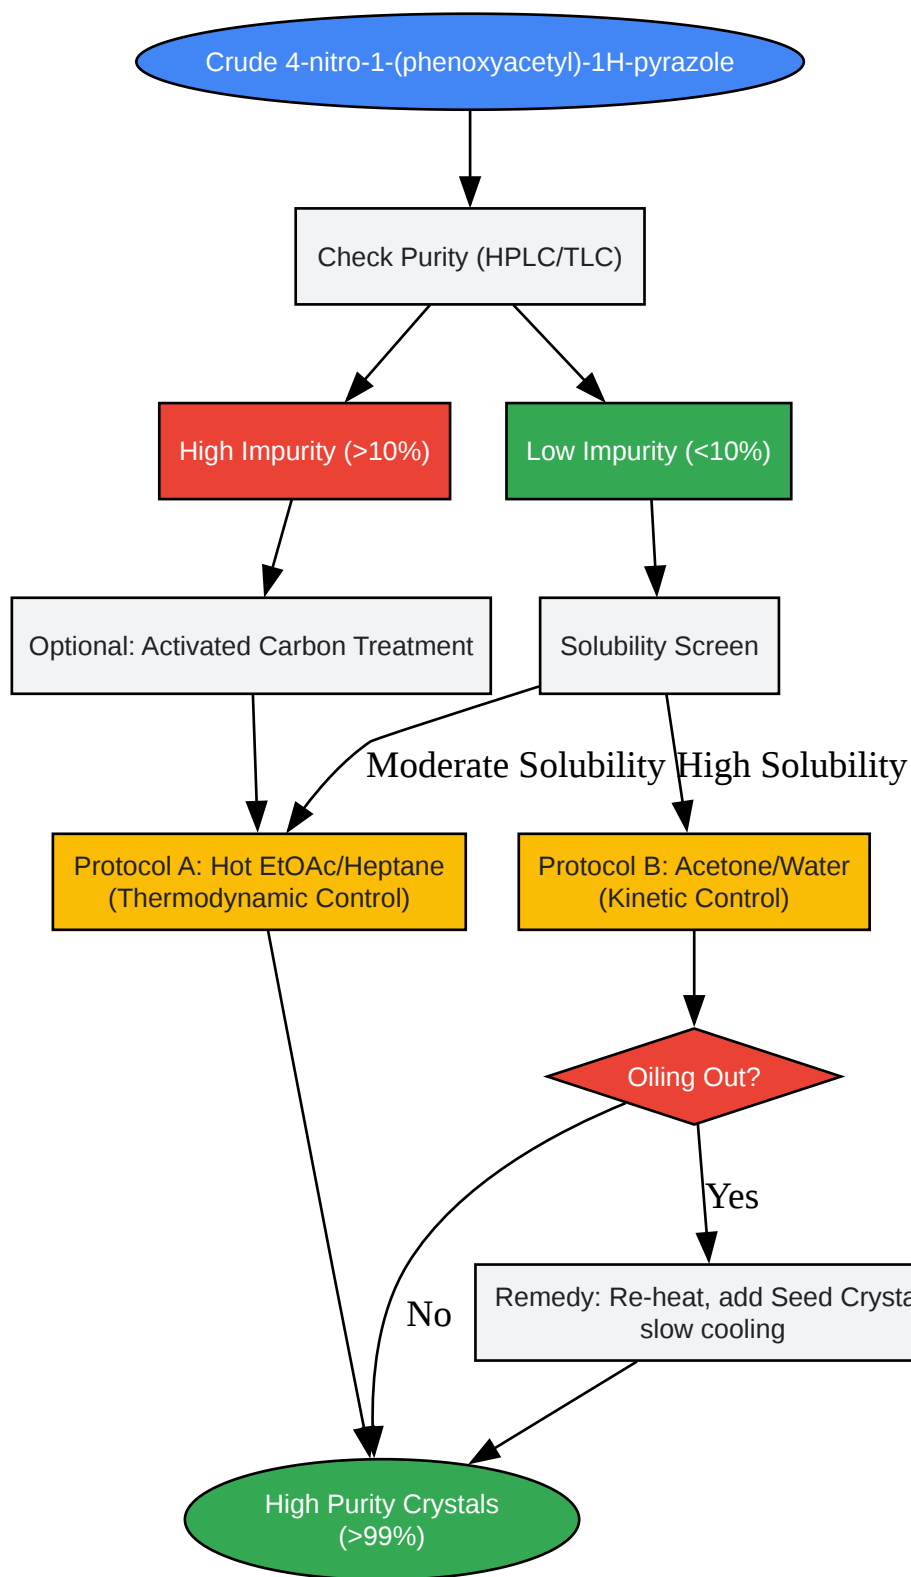 Crude 4-nitro-1-(phenoxyacetyl)-1H-pyrazole
Check Purity (HPLC/TLC)
High Impurity (>10%)
Low Impurity (<10%)
Optional: Activated Carbon Treatment
Solubility Screen
Moderate Solubility
High Solubility
Protocol A: Hot EtOAc/Heptane
(Thermodynamic Control)
Protocol B: Acetone/Water
(Kinetic Control)
Oiling Out?
Yes
No
Remedy: Re-heat, add Seed Crysta
slow cooling
High Purity Crystals
(>99%)